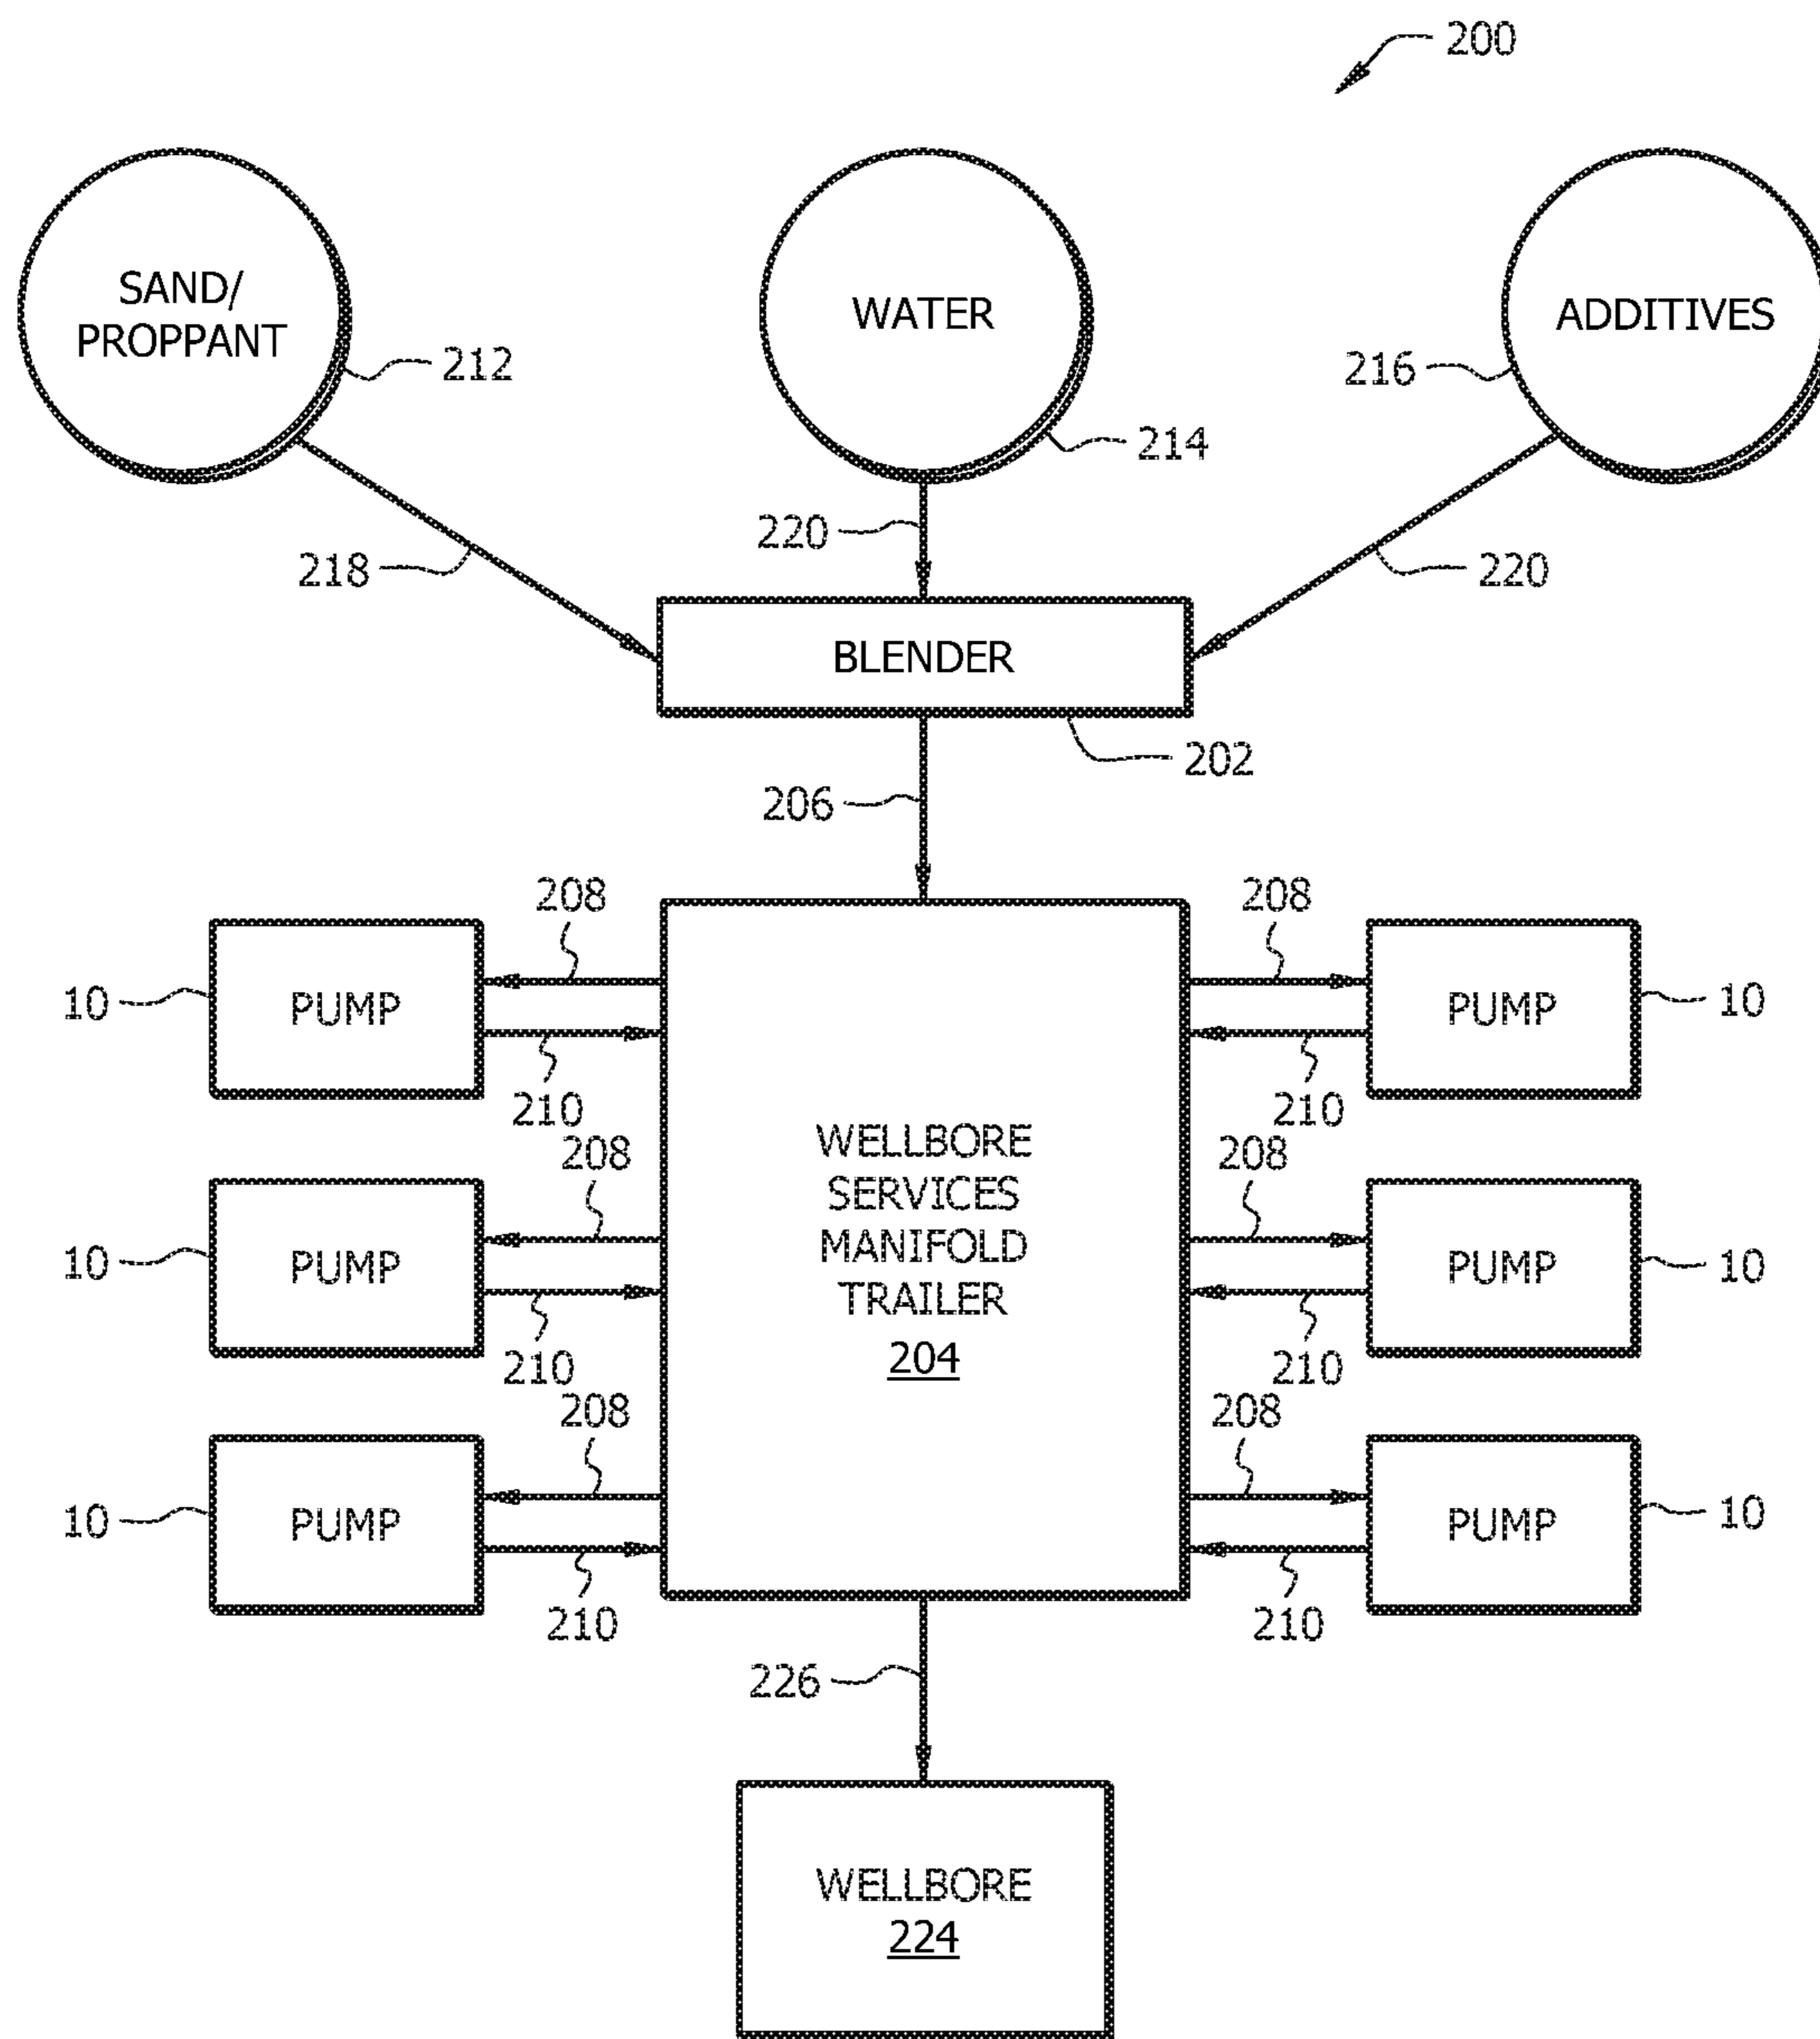 200
SAND/
PROPPANT
WATER
ADDITIVES
212
216
214
218
220
220
BLENDER
202
206
208
208
10
PUMP
PUMP
10
210
210
WELLBORE
SERVICES
MANIFOLD
TRAILER
204
208
208
10
PUMP
PUMP
10
210
210
208
208
10
PUMP
PUMP
10
210
210
226
WELLBORE
224